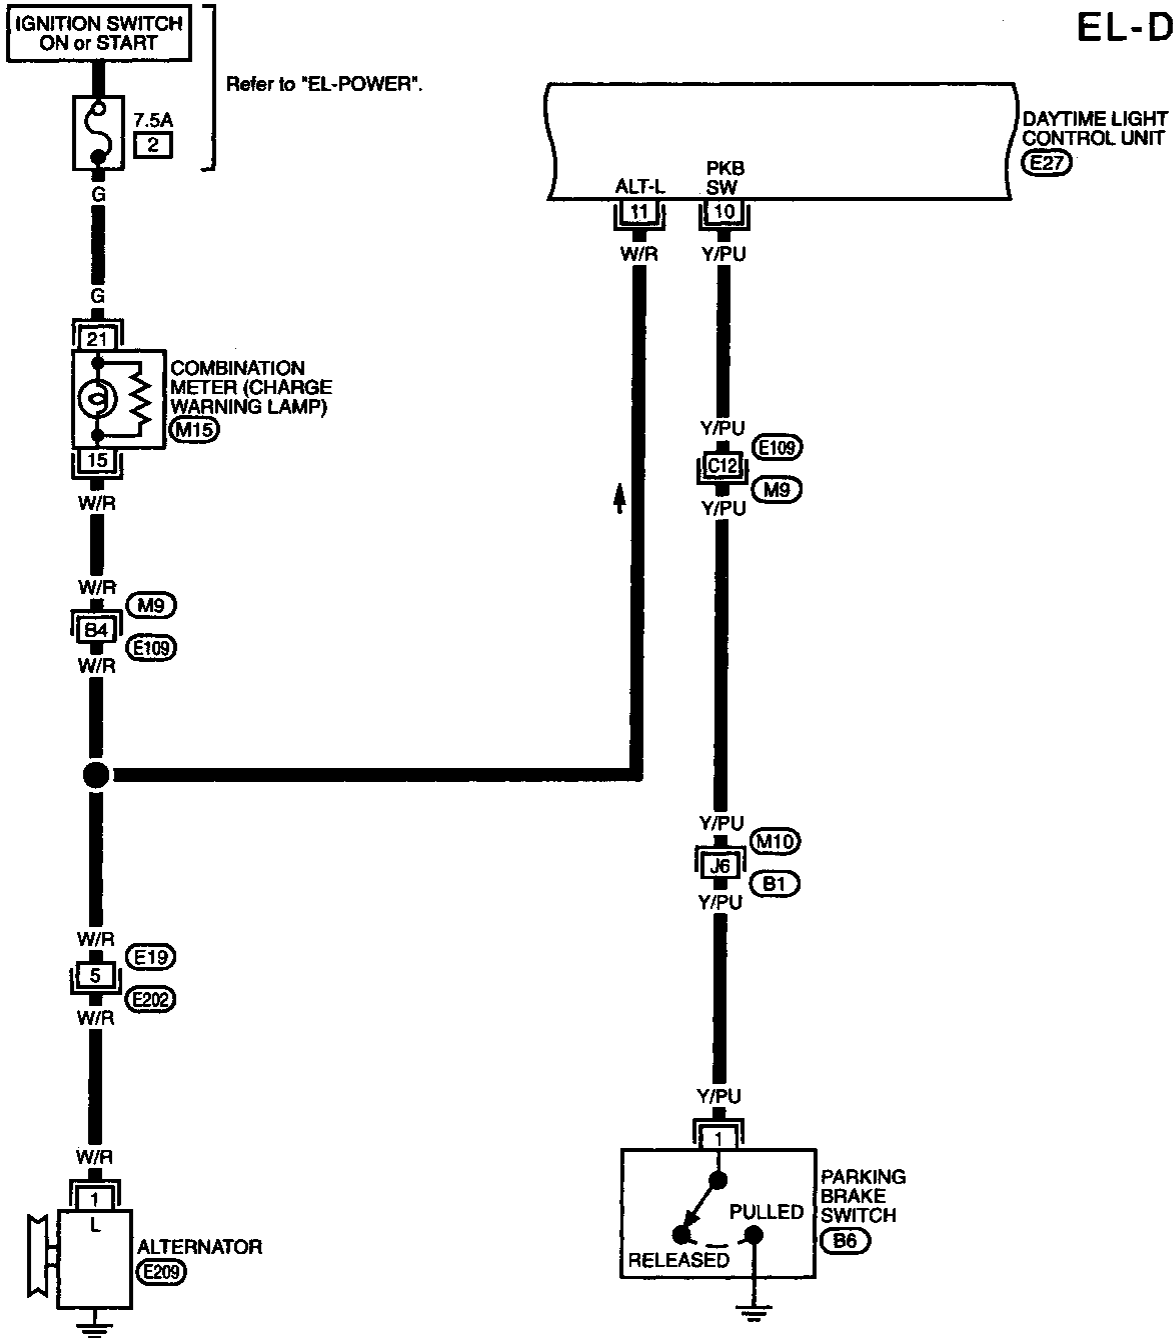 EL-D
IGNITION SWITCH
ON or START
Refer to "EL-POWER".
7.5A
2
G
G
21
COMBINATION
METER (CHARGE
WARNING LAMP)
M15
15
W/R
W/R
M9
B4
E109
W/R
W/R
E19
5
E202
W/R
W/R
1
L
ALTERNATOR
E209
DAYTIME LIGHT
CONTROL UNIT
E27
ALT-L
PKB
SW
11
10
W/R
Y/PU
Y/PU
E109
C12
M9
Y/PU
Y/PU
M10
J6
B1
Y/PU
Y/PU
1
PARKING
BRAKE
SWITCH
B6
PULLED
RELEASED